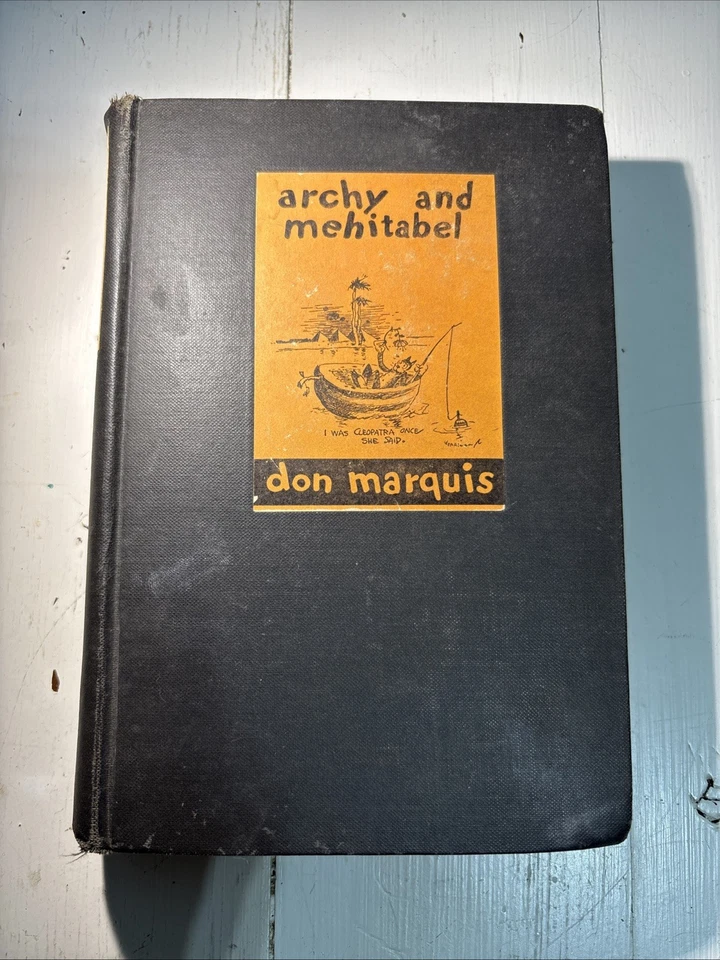 archy and
mehitabel
I WAS CLEOPATRA ONCE
SHE SAID.
don marquis